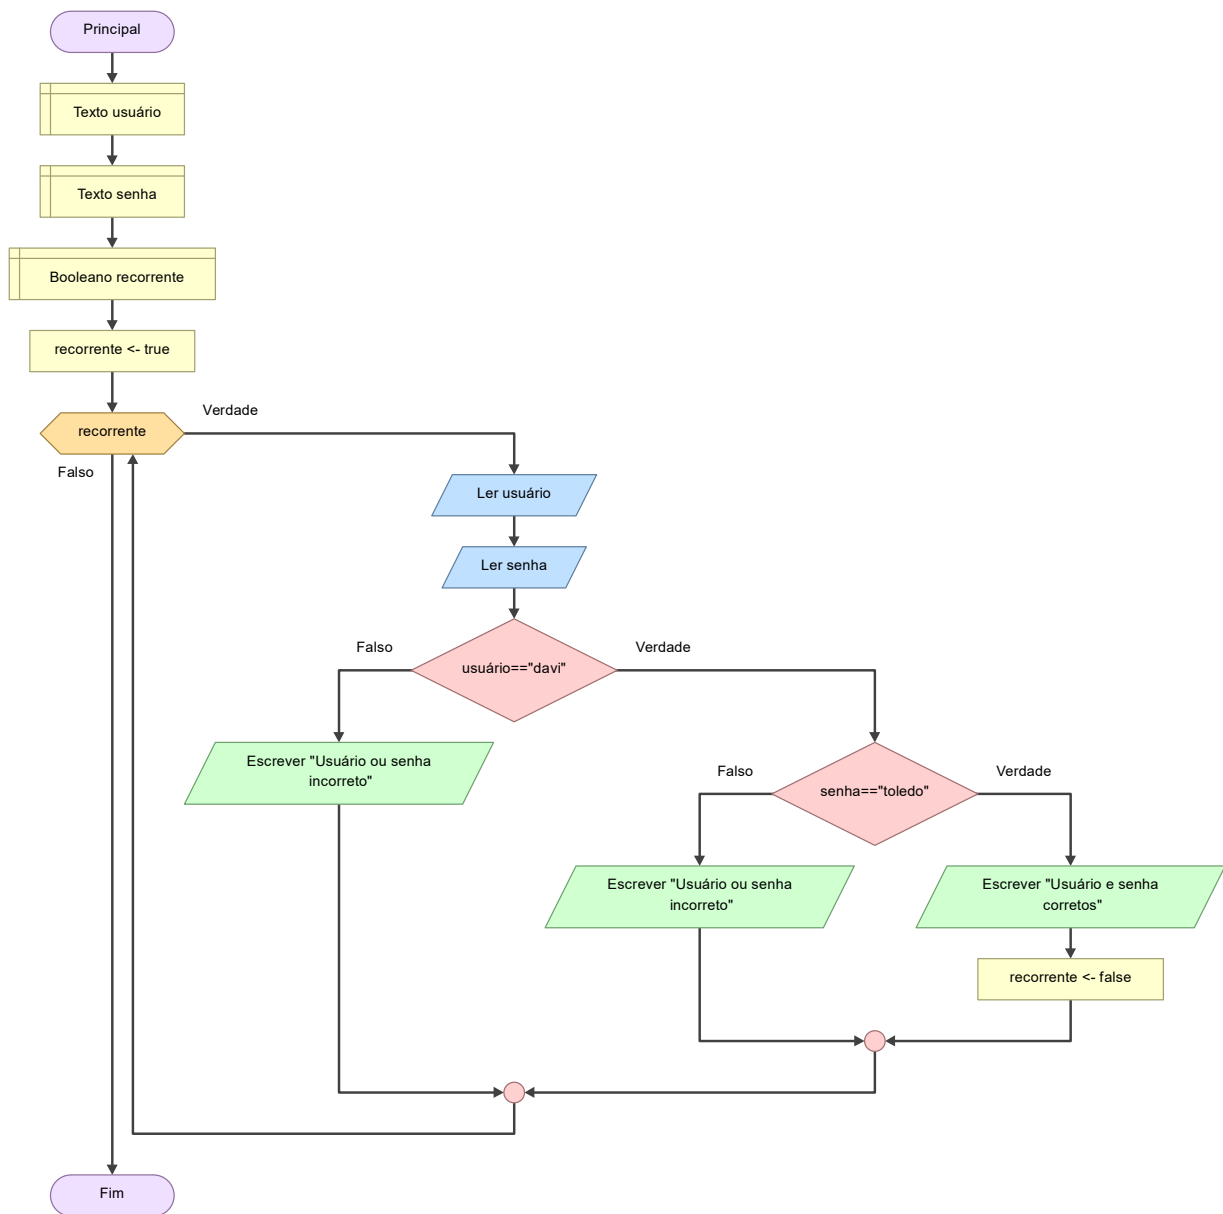 Principal
Texto usuário
Texto senha
Booleano recorrente
recorrente <- true
recorrente
Verdade
Falso
Ler usuário
Ler senha
usuário=="davi"
Falso
Verdade
Escrever "Usuário ou senha
incorreto"
senha=="toledo"
Falso
Verdade
Escrever "Usuário ou senha
incorreto"
Escrever "Usuário e senha
corretos"
recorrente <- false
Fim